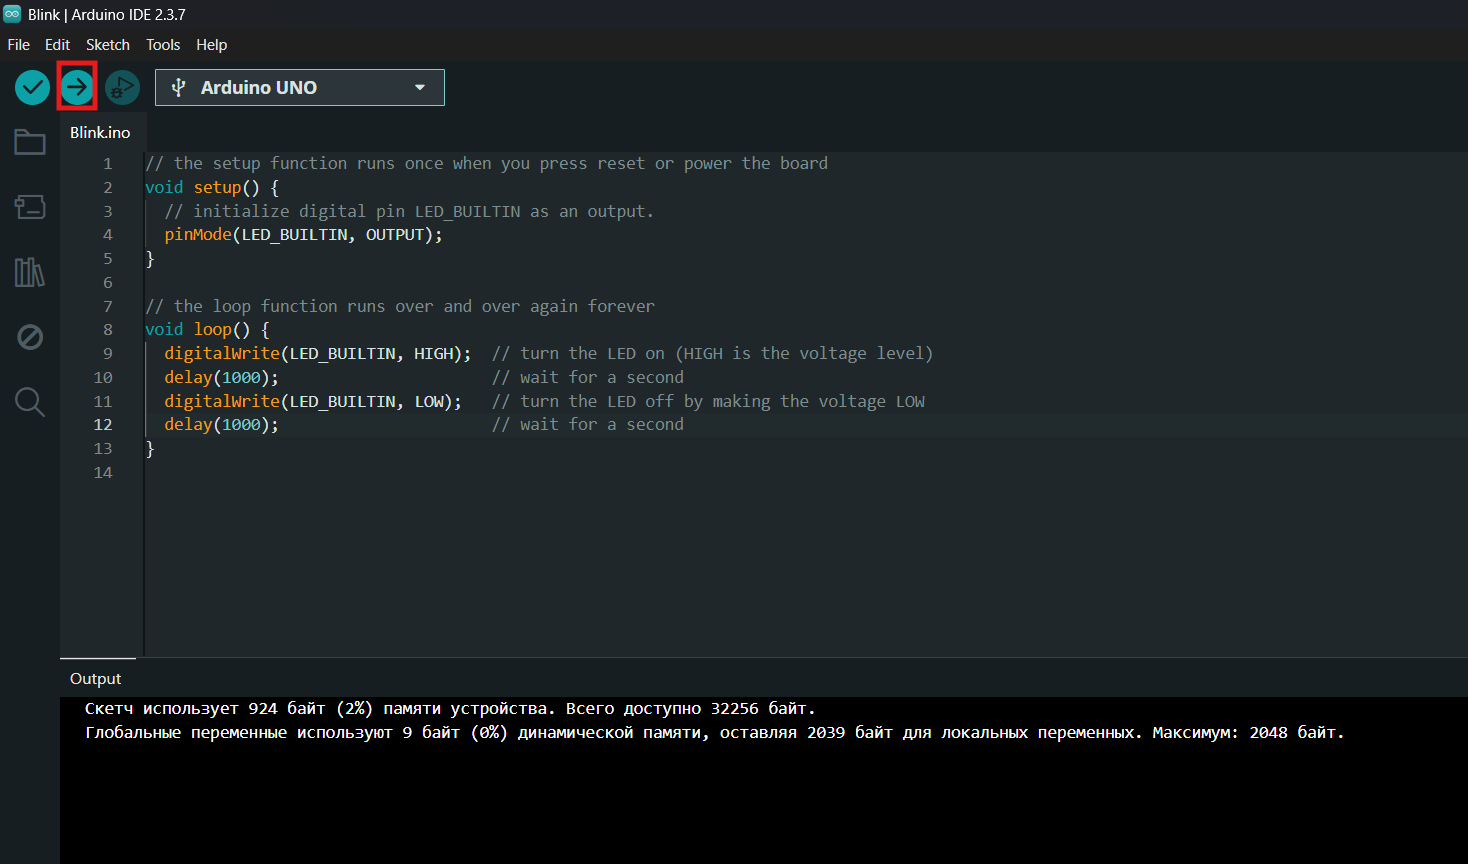 Blink | Arduino IDE 2.3.7
File Edit Sketch Tools Help
Arduino UNO
Blink.ino
1 // the setup function runs once when you press reset or power the board
2 void setup() {
3   // initialize digital pin LED_BUILTIN as an output.
4   pinMode(LED_BUILTIN, OUTPUT);
5 }
6
7 // the loop function runs over and over again forever
8 void loop() {
9   digitalWrite(LED_BUILTIN, HIGH);  // turn the LED on (HIGH is the voltage level)
10   delay(1000);                      // wait for a second
11   digitalWrite(LED_BUILTIN, LOW);   // turn the LED off by making the voltage LOW
12   delay(1000);                      // wait for a second
13 }
14
Output
Скетч использует 924 байт (2%) памяти устройства. Всего доступно 32256 байт.
Глобальные переменные используют 9 байт (0%) динамической памяти, оставляя 2039 байт для локальных переменных. Максимум: 2048 байт.